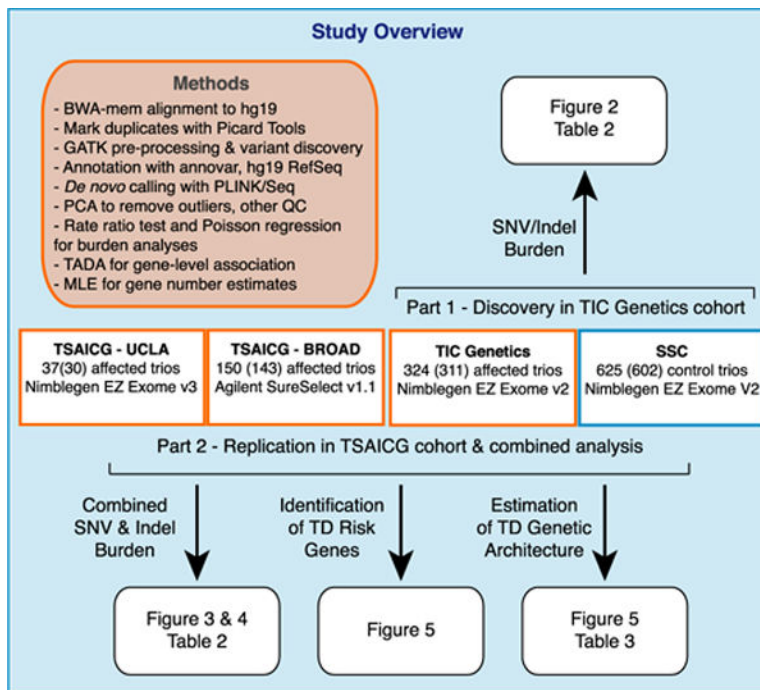 Study Overview
Methods
- BWA-mem alignment to hg19
- Mark duplicates with Picard Tools
- GATK pre-processing & variant discovery
- Annotation with annovar, hg19 RefSeq
- De novo calling with PLINK/Seq
- PCA to remove outliers, other QC
- Rate ratio test and Poisson regression
for burden analyses
- TADA for gene-level association
- MLE for gene number estimates
Figure 2
Table 2
SNV/Indel
Burden
Part 1 - Discovery in TIC Genetics cohort
TSAICG - UCLA
37(30) affected trios
Nimblegen EZ Exome v3
TSAICG - BROAD
150 (143) affected trios
Agilent SureSelect v1.1
TIC Genetics
324 (311) affected trios
Nimblegen EZ Exome v2
SSC
625 (602) control trios
Nimblegen EZ Exome V2
Part 2 - Replication in TSAICG cohort & combined analysis
Combined
SNV & Indel
Burden
Identification
of TD Risk
Genes
Estimation
of TD Genetic
Architecture
Figure 3 & 4
Table 2
Figure 5
Figure 5
Table 3